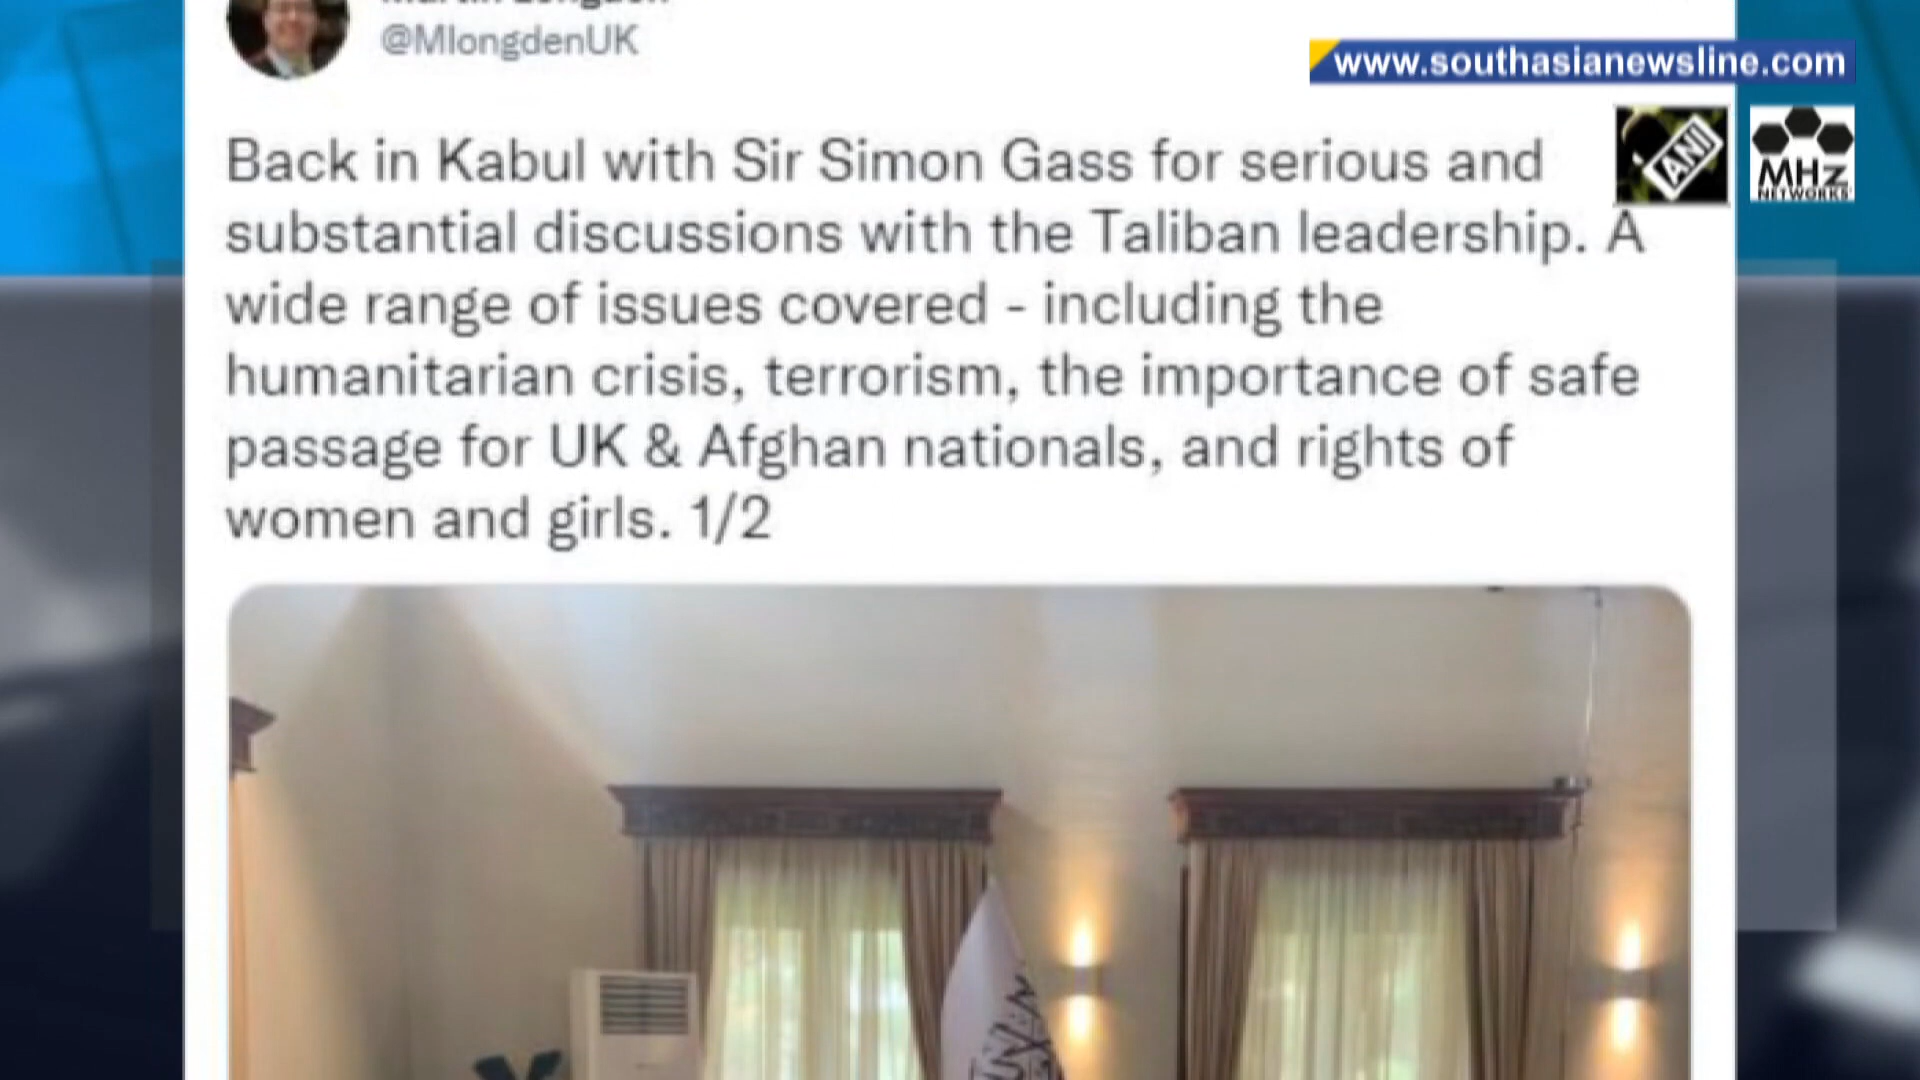 @MlongdenUK
www.southasianewsline.com
ANI
MHz
NETWORKS
Back in Kabul with Sir Simon Gass for serious and
substantial discussions with the Taliban leadership. A
wide range of issues covered - including the
humanitarian crisis, terrorism, the importance of safe
passage for UK & Afghan nationals, and rights of
women and girls. 1/2